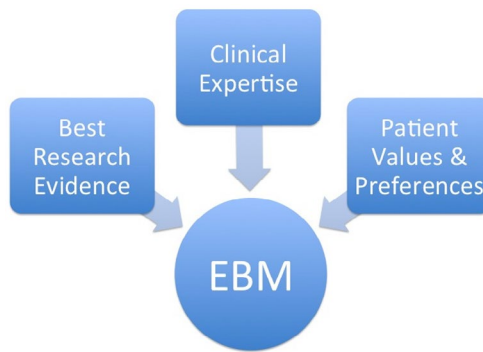 Clinical
Expertise
Best
Research
Evidence
Patient
Values &
Preferences
EBM